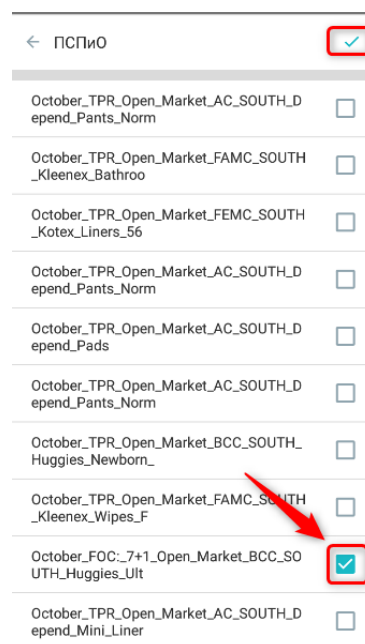 ПСПиО
October_TPR_Open_Market_AC_SOUTH_D
epend_Pants_Norm
October_TPR_Open_Market_FAMC_SOUTH
_Kleenex_Bathroo
October_TPR_Open_Market_FEMC_SOUTH
_Kotex_Liners_56
October_TPR_Open_Market_AC_SOUTH_D
epend_Pants_Norm
October_TPR_Open_Market_AC_SOUTH_D
epend_Pads
October_TPR_Open_Market_AC_SOUTH_D
epend_Pants_Norm
October_TPR_Open_Market_BCC_SOUTH_
Huggies_Newborn_
October_TPR_Open_Market_FAMC_SOUTH
_Kleenex_Wipes_F
October_FOC:_7+1_Open_Market_BCC_SO
UTH_Huggies_Ult
October_TPR_Open_Market_AC_SOUTH_D
epend_Mini_Liner